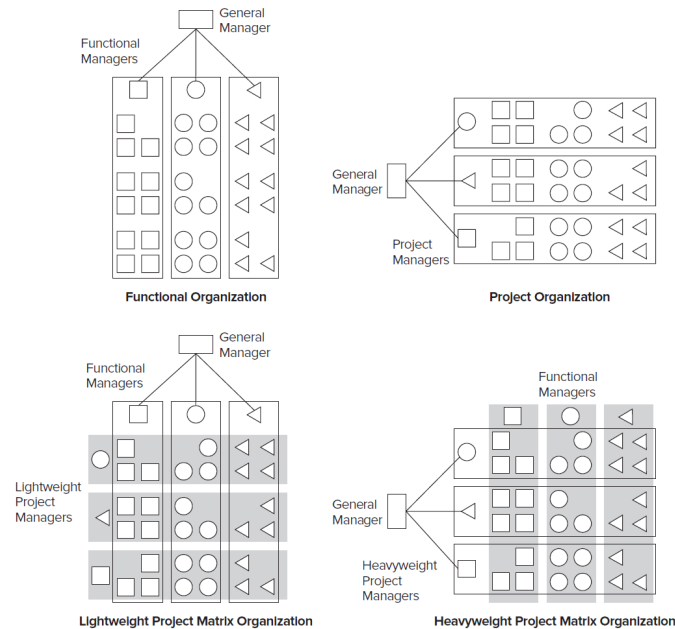 General
Manager
Functional
Managers
Functional Organization
General
Manager
Project
Managers
Project Organization
General
Manager
Functional
Managers
Lightweight
Project
Managers
Lightweight Project Matrix Organization
Functional
Managers
General
Manager
Heavyweight
Project
Managers
Heavyweight Project Matrix Organization